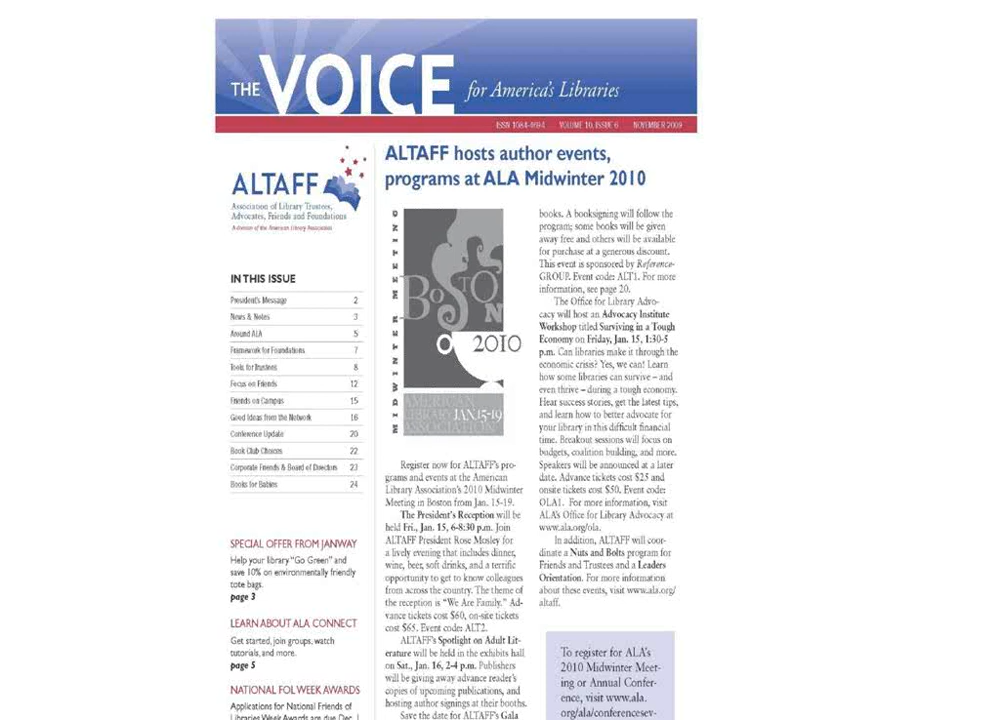 THE VOICE for America's Libraries
VOLUME 10, ISSUE 6 NOVEMBER 2009
ALTAFF
Association of Library Trustees,
Advocates, Friends and Foundations
A division of the American Library Association
IN THIS ISSUE
President's Message 2
News & Notes 3
Around ALA 5
Framework for Foundations 7
Tools for Trustees 8
Focus on Friends 12
Friends on Campus 15
Good Ideas from the Network 16
Conference Update 20
Book Club Choices 22
Corporate Friends & Board of Directors 23
Books for Babies 24
SPECIAL OFFER FROM JANWAY
Help your library "Go Green" and
save 10% on environmentally friendly
tote bags.
page 3
LEARN ABOUT ALA CONNECT
Get started, join groups, watch
tutorials, and more.
page 5
NATIONAL FOL WEEK AWARDS
Applications for National Friends of
Libraries Week Awards are due Dec. 1
ALTAFF hosts author events,
programs at ALA Midwinter 2010
MIDWINTER MEETING
BOSTON
2010
AMERICAN
LIBRARY JAN.15-19
ASSOCIATION
Register now for ALTAFF's pro-
grams and events at the American
Library Association's 2010 Midwinter
Meeting in Boston from Jan. 15-19.
The President's Reception will be
held Fri., Jan. 15, 6-8:30 p.m. Join
ALTAFF President Rose Mosley for
a lively evening that includes dinner,
wine, beer, soft drinks, and a terrific
opportunity to get to know colleagues
from across the country. The theme of
the reception is "We Are Family." Ad-
vance tickets cost $60, on-site tickets
cost $65. Event code: ALT2.
ALTAFF's Spotlight on Adult Lit-
erature will be held in the exhibits hall
on Sat., Jan. 16, 2-4 p.m. Publishers
will be giving away advance reader's
copies of upcoming publications, and
hosting author signings at their booths.
Save the date for ALTAFF's Gala
books. A booksigning will follow the
program; some books will be given
away free and others will be available
for purchase at a generous discount.
This event is sponsored by Reference-
GROUP. Event code: ALT1. For more
information, see page 20.
The Office for Library Advo-
cacy will host an Advocacy Institute
Workshop titled Surviving in a Tough
Economy on Friday, Jan. 15, 1:30-5
p.m. Can libraries make it through the
economic crisis? Yes, we can! Learn
how some libraries can survive – and
even thrive – during a tough economy.
Hear success stories, get the latest tips,
and learn how to better advocate for
your library in this difficult financial
time. Breakout sessions will focus on
budgets, coalition building, and more.
Speakers will be announced at a later
date. Advance tickets cost $25 and
onsite tickets cost $50. Event code:
OLA1. For more information, visit
ALA's Office for Library Advocacy at
www.ala.org/ola.
In addition, ALTAFF will coor-
dinate a Nuts and Bolts program for
Friends and Trustees and a Leaders
Orientation. For more information
about these events, visit www.ala.org/
altaff.
To register for ALA's
2010 Midwinter Meet-
ing or Annual Confer-
ence, visit www.ala.
org/ala/conferencesev-